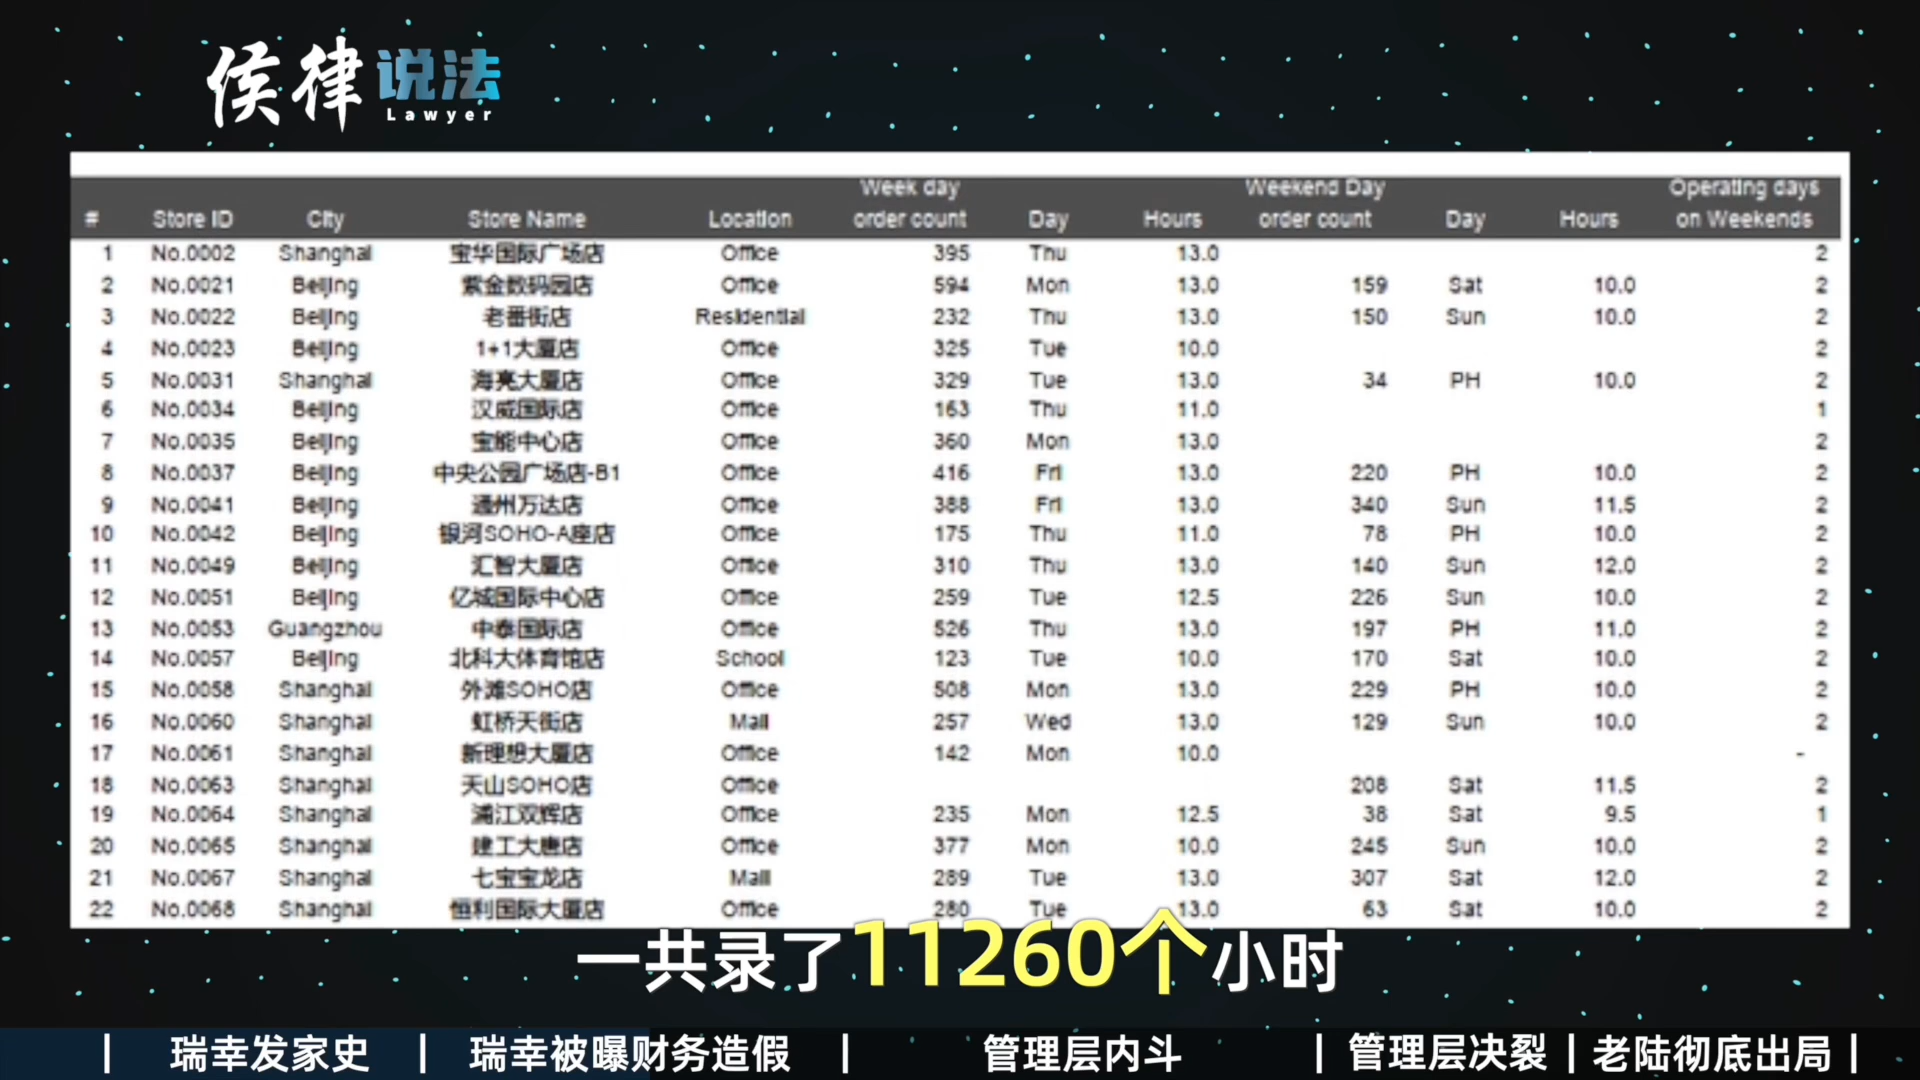 侯律说法
Lawyer
Week day Weekend Day Operating days
# Store ID City Store Name Location order count Day Hours order count Day Hours on Weekends
1 No.0002 Shanghai 宝华国际广场店 Office 395 Thu 13.0 2
2 No.0021 Beijing 紫金数码园店 Office 594 Mon 13.0 159 Sat 10.0 2
3 No.0022 Beijing 老番街店 Residential 232 Thu 13.0 150 Sun 10.0 2
4 No.0023 Beijing 1+1大厦店 Office 325 Tue 10.0 2
5 No.0031 Shanghai 海亮大厦店 Office 329 Tue 13.0 34 PH 10.0 2
6 No.0034 Beijing 汉威国际店 Office 163 Thu 11.0 1
7 No.0035 Beijing 宝能中心店 Office 360 Mon 13.0 2
8 No.0037 Beijing 中央公园广场店-B1 Office 416 Fri 13.0 220 PH 10.0 2
9 No.0041 Beijing 通州万达店 Office 388 Fri 13.0 340 Sun 11.5 2
10 No.0042 Beijing 银河SOHO-A座店 Office 175 Thu 11.0 78 PH 10.0 2
11 No.0049 Beijing 汇智大厦店 Office 310 Thu 13.0 140 Sun 12.0 2
12 No.0051 Beijing 亿城国际中心店 Office 259 Tue 12.5 226 Sun 10.0 2
13 No.0053 Guangzhou 中泰国际店 Office 526 Thu 13.0 197 PH 11.0 2
14 No.0057 Beijing 北科大体育馆店 School 123 Tue 10.0 170 Sat 10.0 2
15 No.0058 Shanghai 外滩SOHO店 Office 508 Mon 13.0 229 PH 10.0 2
16 No.0060 Shanghai 虹桥天街店 Mall 257 Wed 13.0 129 Sun 10.0 2
17 No.0061 Shanghai 新理想大厦店 Office 142 Mon 10.0 -
18 No.0063 Shanghai 天山SOHO店 Office 208 Sat 11.5 2
19 No.0064 Shanghai 浦江双辉店 Office 235 Mon 12.5 38 Sat 9.5 1
20 No.0065 Shanghai 建工大唐店 Office 377 Mon 10.0 245 Sun 10.0 2
21 No.0067 Shanghai 七宝宝龙店 Mall 289 Tue 13.0 307 Sat 12.0 2
22 No.0068 Shanghai 恒利国际大厦店 Office 280 Tue 13.0 63 Sat 10.0 2
一共录了11260个小时
| 瑞幸发家史 | 瑞幸被曝财务造假 | 管理层内斗 | 管理层决裂 | 老陆彻底出局 |